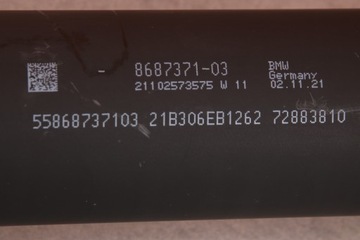 - 8687371-03 BMW
Germany
21102573575 W 11 02.11.21
55868737103 21B306EB1262 72883810